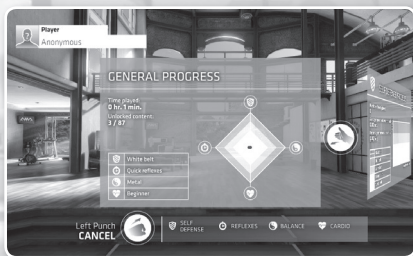 Player
Anonymous
GENERAL PROGRESS
Time played:
0 hr. 1 min.
Unlocked content:
3 / 87
White belt
Quick reflexes
Metal
Beginner
Left Punch
CANCEL
SELF
DEFENSE
REFLEXES
BALANCE
CARDIO